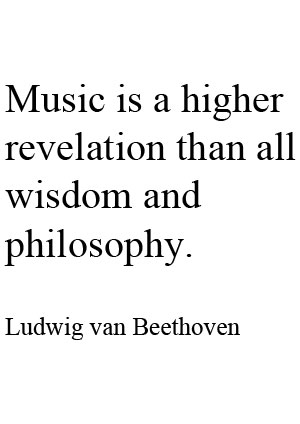 Music is a higher
revelation than all
wisdom and
philosophy.
Ludwig van Beethoven